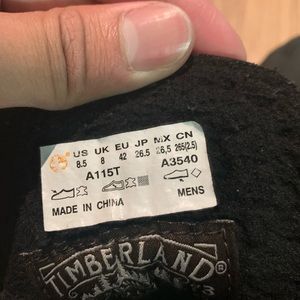 US UK EU JP MX CN
8.5 8 42 26.5 26,5 265(2.5)
A115T A3540
MADE IN CHINA MENS
TIMBERLAND ®